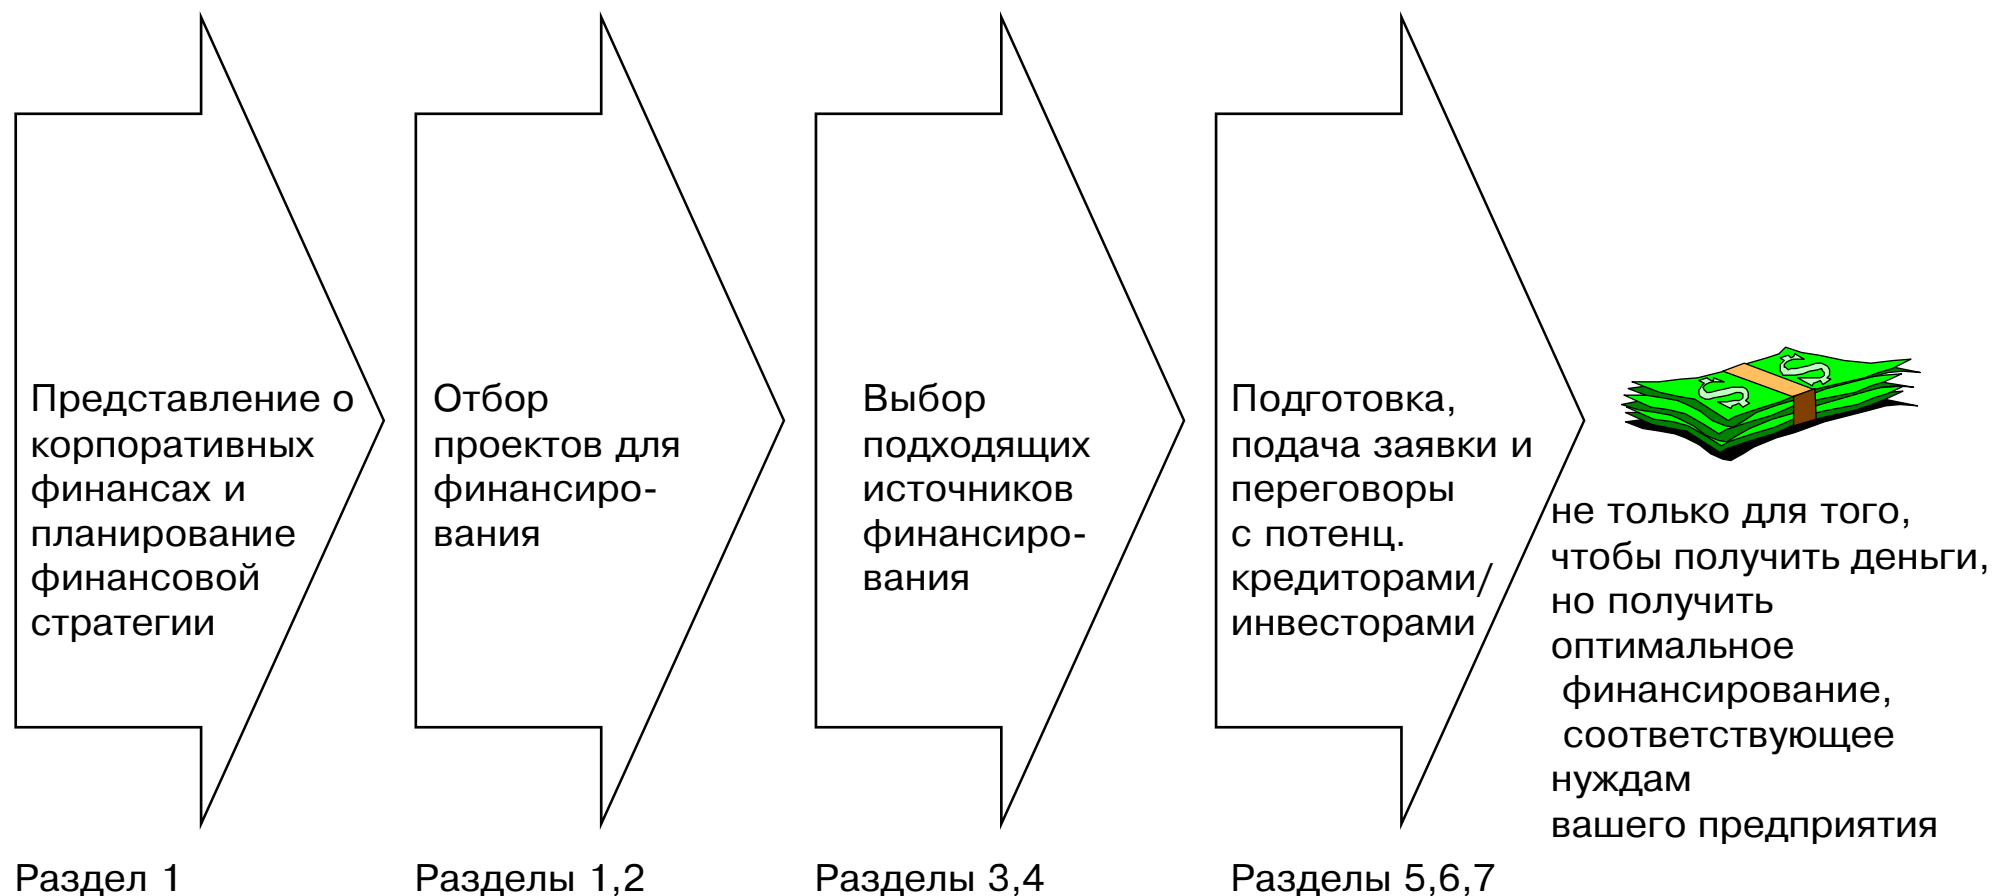 Представление о
корпоративных
финансах и
планирование
финансовой
стратегии
Раздел 1
Отбор
проектов для
финансиро-
вания
Разделы 1,2
Выбор
подходящих
источников
финансиро-
вания
Разделы 3,4
Подготовка,
подача заявки и
переговоры
с потенц.
кредиторами/
инвесторами
Разделы 5,6,7
$ $
не только для того,
чтобы получить деньги,
но получить
оптимальное
финансирование,
соответствующее
нуждам
вашего предприятия